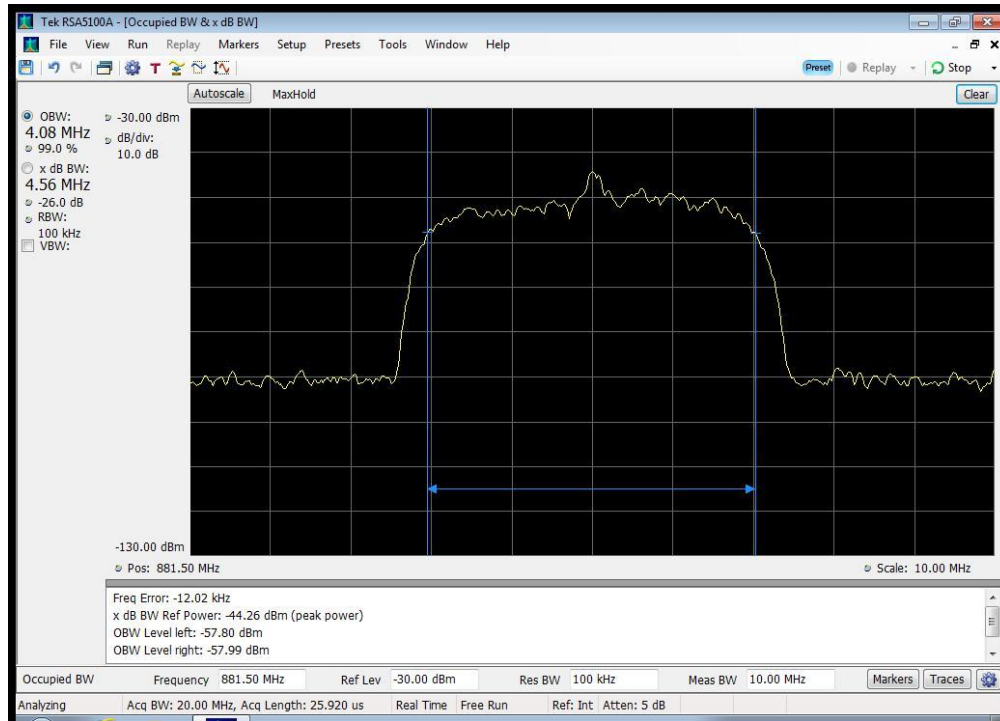 Tek RSA5100A - [Occupied BW & x dB BW]
File View Run Replay Markers Setup Presets Tools Window Help
T Preset Replay Stop
Autoscale MaxHold Clear
OBW:
4.08 MHz
99.0 %
x dB BW:
4.56 MHz
-26.0 dB
RBW:
100 kHz
VBW:
-30.00 dBm
dB/div:
10.0 dB
-130.00 dBm
Pos: 881.50 MHz Scale: 10.00 MHz
Freq Error: -12.02 kHz
x dB BW Ref Power: -44.26 dBm (peak power)
OBW Level left: -57.80 dBm
OBW Level right: -57.99 dBm
Occupied BW Frequency 881.50 MHz Ref Lev -30.00 dBm Res BW 100 kHz Meas BW 10.00 MHz Markers Traces
Analyzing Acq BW: 20.00 MHz, Acq Length: 25.920 us Real Time Free Run Ref: Int Atten: 5 dB